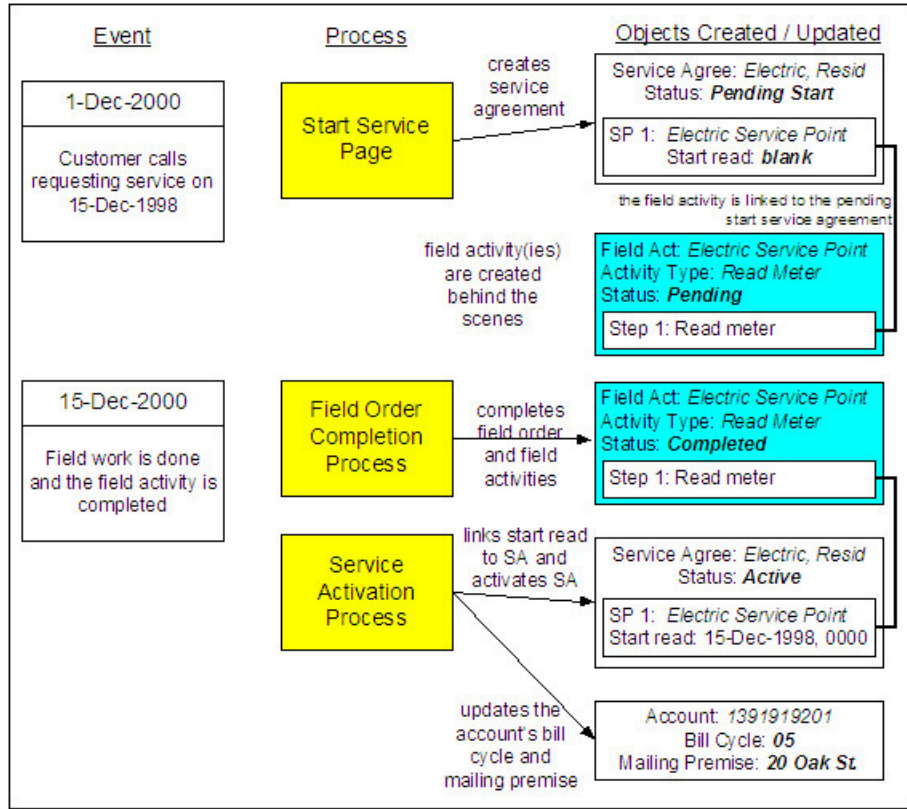 Event
Process
Objects Created / Updated
1-Dec-2000
Customer calls
requesting service on
15-Dec-1998
Start Service
Page
creates
service
agreement
Service Agree: Electric, Resid
Status: Pending Start
SP 1: Electric Service Point
Start read: blank
the field activity is linked to the pending
start service agreement
field activity(ies)
are created
behind the
scenes
Field Act: Electric Service Point
Activity Type: Read Meter
Status: Pending
Step 1: Read meter
15-Dec-2000
Field work is done
and the field activity is
completed
Field Order
Completion
Process
completes
field order
and field
activities
Field Act: Electric Service Point
Activity Type: Read Meter
Status: Completed
Step 1: Read meter
Service
Activation
Process
links start read
to SA and
activates SA
Service Agree: Electric, Resid
Status: Active
SP 1: Electric Service Point
Start read: 15-Dec-1998, 0000
updates the
account's bill
cycle and
mailing premise
Account: 1391919201
Bill Cycle: 05
Mailing Premise: 20 Oak St.